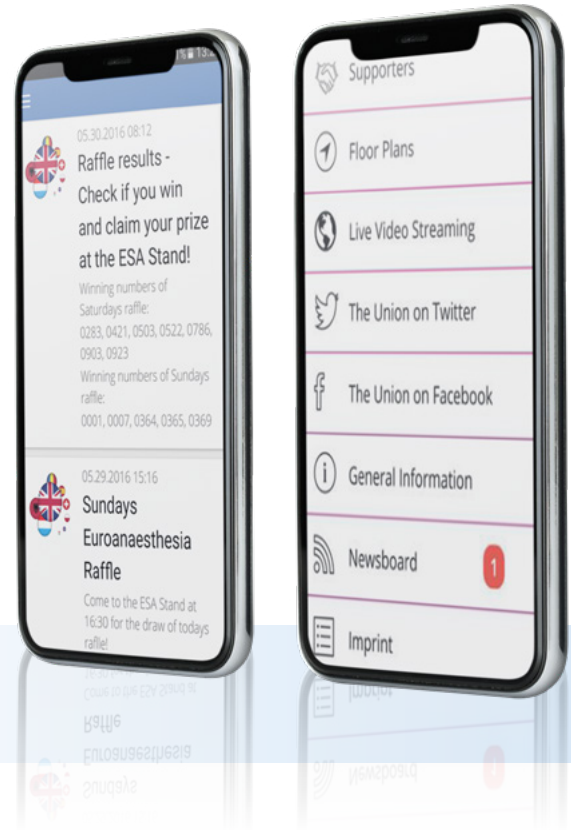 13:2
05.30.2016 08:12
Raffle results -
Check if you win
and claim your prize
at the ESA Stand!
Winning numbers of
Saturdays raffle:
0283, 0421, 0503, 0522, 0786,
0903, 0923
Winning numbers of Sundays
raffle:
0001, 0007, 0364, 0365, 0369
05.29.2016 15:16
Sundays
Euroanaesthesia
Raffle
Come to the ESA Stand at
16:30 for the draw of todays
raffle!
Supporters
Floor Plans
Live Video Streaming
The Union on Twitter
The Union on Facebook
General Information
Newsboard
1
Imprint